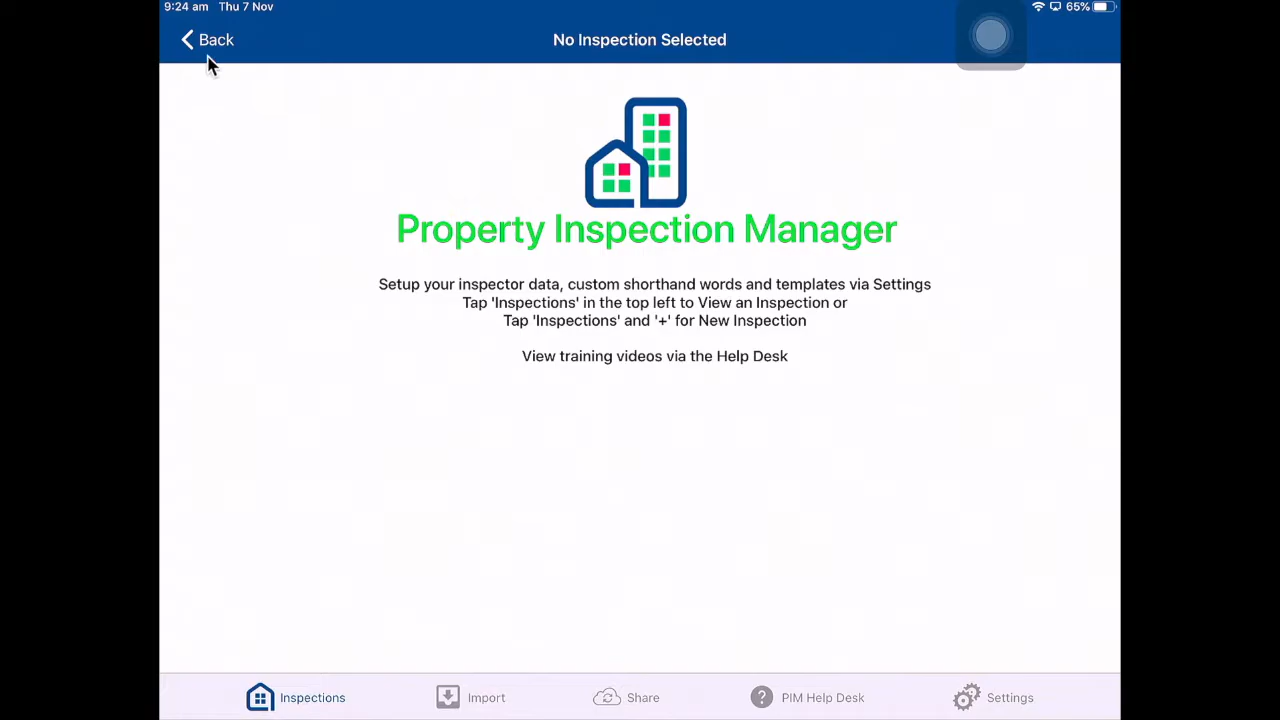 9:24 am Thu 7 Nov 65%
Back No Inspection Selected
Property Inspection Manager
Setup your inspector data, custom shorthand words and templates via Settings
Tap 'Inspections' in the top left to View an Inspection or
Tap 'Inspections' and '+' for New Inspection
View training videos via the Help Desk
Inspections Import Share ? PIM Help Desk Settings